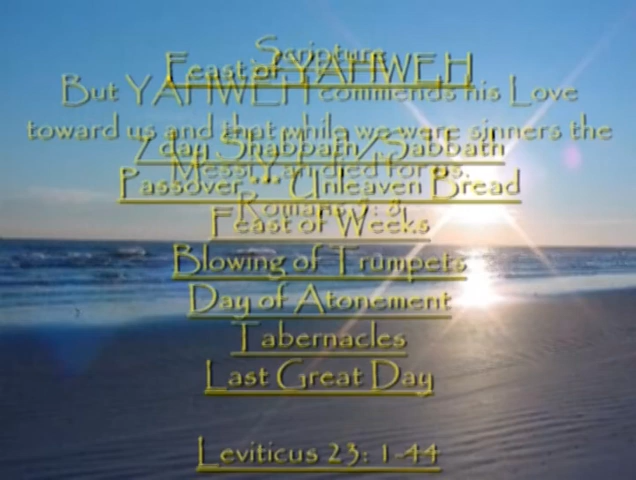 Scripture
Feast of YAHWEH
But YAHWEH commends his Love
toward us and that while we were sinners the
7 day Shabbath/Sabbath
Messiah died for us.
Passover *** Unleaven Bread
Romans 5: 8
Feast of Weeks
Blowing of Trumpets
Day of Atonement
Tabernacles
Last Great Day
Leviticus 23: 1-44